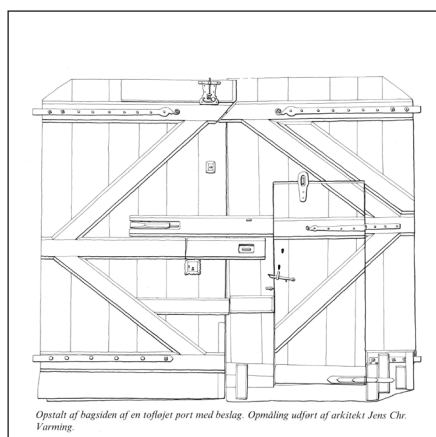 Opstalt af bagsiden af en tofløjet port med beslag. Opmåling udført af arkitekt Jens Chr.
Varming.